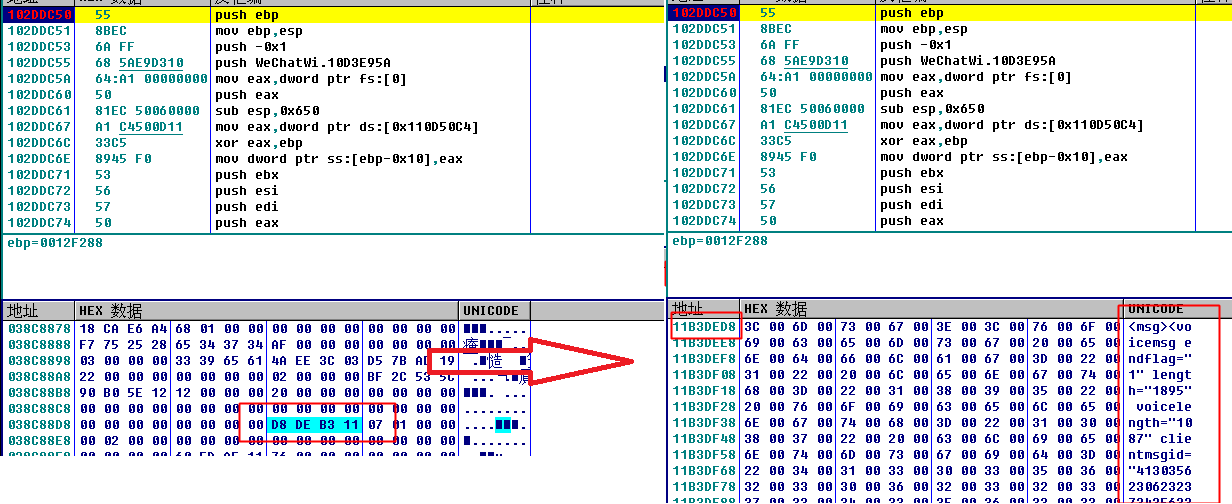 102DDC50 55 push ebp
102DDC51 8BEC mov ebp,esp
102DDC53 6A FF push -0x1
102DDC55 68 5AE9D310 push WeChatWi.10D3E95A
102DDC5A 64:A1 00000000 mov eax,dword ptr fs:[0]
102DDC60 50 push eax
102DDC61 81EC 50060000 sub esp,0x650
102DDC67 A1 C4500D11 mov eax,dword ptr ds:[0x110D50C4]
102DDC6C 33C5 xor eax,ebp
102DDC6E 8945 F0 mov dword ptr ss:[ebp-0x10],eax
102DDC71 53 push ebx
102DDC72 56 push esi
102DDC73 57 push edi
102DDC74 50 push eax
ebp=0012F288
地址 HEX 数据 UNICODE
038C8878 18 CA E6 A4 68 01 00 00 00 00 00 00 00 00 00 00
038C8888 F7 75 25 28 65 34 37 34 AF 00 00 00 00 00 00 00
038C8898 03 00 00 00 33 39 65 61 4A EE 3C 03 D5 7B AD 19
038C88A8 22 00 00 00 00 00 00 00 02 00 00 00 BF 2C 53 5C
038C88B8 90 B0 5E 12 12 00 00 00 20 00 00 00 00 00 00 00
038C88C8 00 00 00 00 00 00 00 00 00 00 00 00 00 00 00 00
038C88D8 00 00 00 00 00 00 00 00 D8 DE B3 11 07 01 00 00
038C88E8 00 02 00 00 00 00 00 00 00 00 00 00 00 00 00 00
102DDC50 55 push ebp
102DDC51 8BEC mov ebp,esp
102DDC53 6A FF push -0x1
102DDC55 68 5AE9D310 push WeChatWi.10D3E95A
102DDC5A 64:A1 00000000 mov eax,dword ptr fs:[0]
102DDC60 50 push eax
102DDC61 81EC 50060000 sub esp,0x650
102DDC67 A1 C4500D11 mov eax,dword ptr ds:[0x110D50C4]
102DDC6C 33C5 xor eax,ebp
102DDC6E 8945 F0 mov dword ptr ss:[ebp-0x10],eax
102DDC71 53 push ebx
102DDC72 56 push esi
102DDC73 57 push edi
102DDC74 50 push eax
ebp=0012F288
地址 HEX 数据 UNICODE
11B3DED8 3C 00 6D 00 73 00 67 00 3E 00 3C 00 76 00 6F 00 <msg><vo
11B3DEE8 69 00 63 00 65 00 6D 00 73 00 67 00 20 00 65 00 icemsg e
11B3DEF8 6E 00 64 00 66 00 6C 00 61 00 67 00 3D 00 22 00 ndflag="
11B3DF08 31 00 22 00 20 00 6C 00 65 00 6E 00 67 00 74 00 1" lengt
11B3DF18 68 00 3D 00 22 00 31 00 38 00 39 00 35 00 22 00 h="1895"
11B3DF28 20 00 76 00 6F 00 69 00 63 00 65 00 6C 00 65 00 voicele
11B3DF38 6E 00 67 00 74 00 68 00 3D 00 22 00 31 00 30 00 ngth="10
11B3DF48 38 00 37 00 22 00 20 00 63 00 6C 00 69 00 65 00 87" clie
11B3DF58 6E 00 74 00 6D 00 73 00 67 00 69 00 64 00 3D 00 ntmsgid=
11B3DF68 22 00 34 00 31 00 33 00 30 00 33 00 35 00 36 00 "4130356
11B3DF78 32 00 33 00 30 00 36 00 32 00 33 00 32 00 33 00 23062323